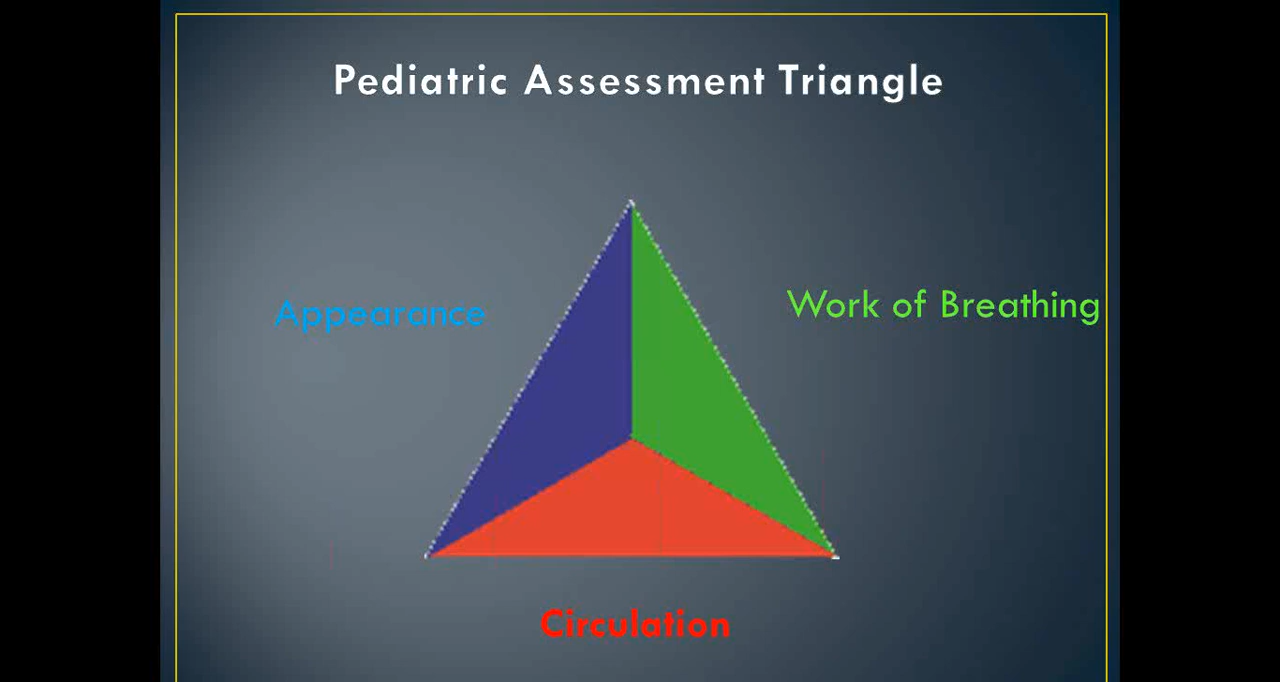 Pediatric Assessment Triangle
Appearance
Work of Breathing
Circulation